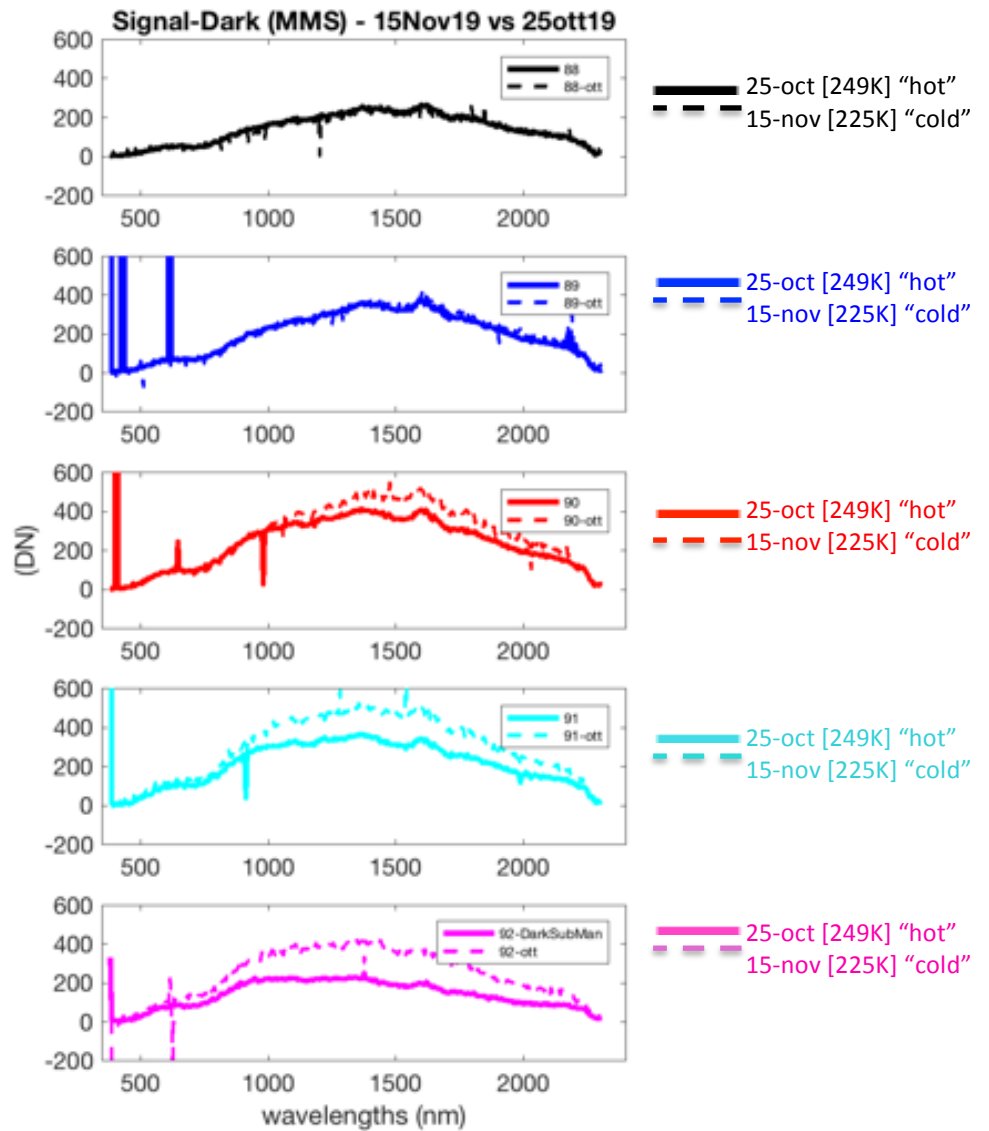 Signal-Dark (MMS) - 15Nov19 vs 25ott19
600
400
200
0
-200
500
1000
1500
2000
88
88-ott
25-oct [249K] “hot”
15-nov [225K] “cold”
600
400
200
0
-200
500
1000
1500
2000
89
89-ott
25-oct [249K] “hot”
15-nov [225K] “cold”
(DN)
600
400
200
0
-200
500
1000
1500
2000
90
90-ott
25-oct [249K] “hot”
15-nov [225K] “cold”
600
400
200
0
-200
500
1000
1500
2000
91
91-ott
25-oct [249K] “hot”
15-nov [225K] “cold”
600
400
200
0
-200
500
1000
1500
2000
92-DarkSubMan
92-ott
25-oct [249K] “hot”
15-nov [225K] “cold”
wavelengths (nm)